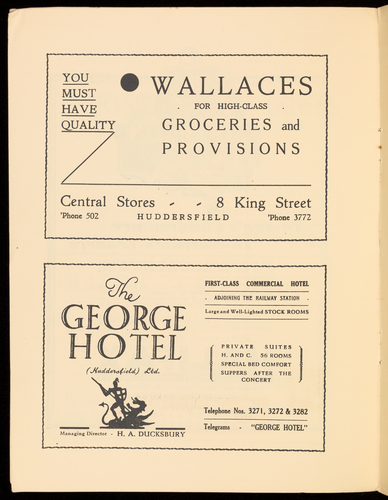 YOU
MUST
HAVE
QUALITY
WALLACES
. FOR HIGH-CLASS .
GROCERIES and
PROVISIONS
Central Stores - - 8 King Street
'Phone 502 HUDDERSFIELD 'Phone 3772
The
GEORGE
HOTEL
(Huddersfield) Ltd.
Managing Director - H. A. DUCKSBURY
FIRST-CLASS COMMERCIAL HOTEL
. ADJOINING THE RAILWAY STATION .
Large and Well-Lighted STOCK ROOMS
PRIVATE SUITES
H. AND C. 56 ROOMS
SPECIAL BED COMFORT
SUPPERS AFTER THE
CONCERT
Telephone Nos. 3271, 3272 & 3282
Telegrams - "GEORGE HOTEL"